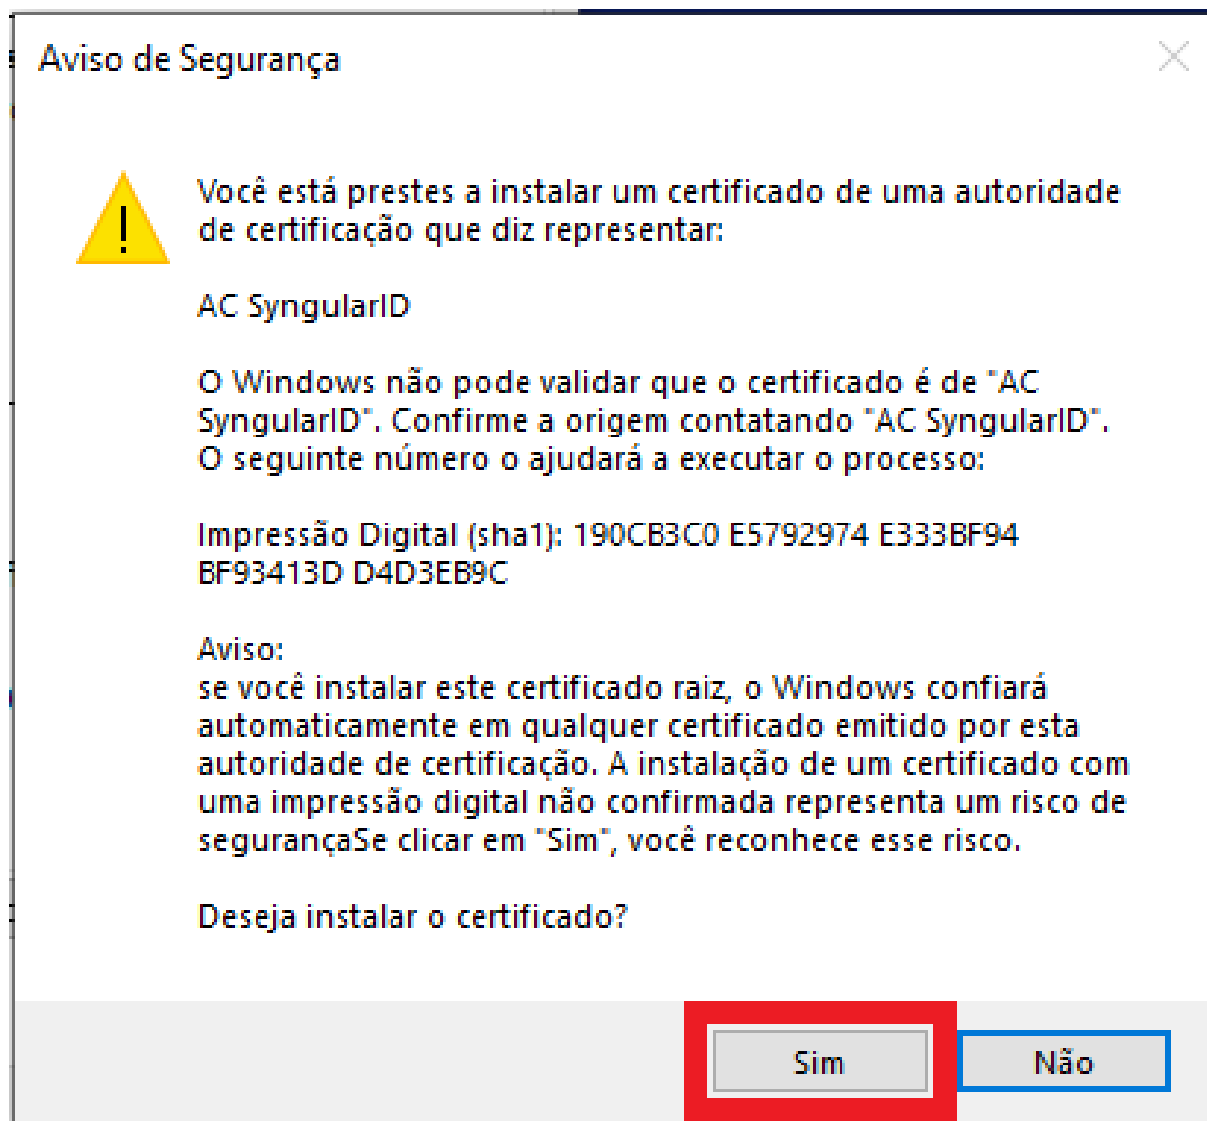 Aviso de Segurança
Você está prestes a instalar um certificado de uma autoridade
de certificação que diz representar:
AC SyngularID
O Windows não pode validar que o certificado é de "AC
SyngularID". Confirme a origem contatando "AC SyngularID".
O seguinte número o ajudará a executar o processo:
Impressão Digital (sha1): 190CB3C0 E5792974 E333BF94
BF93413D D4D3EB9C
Aviso:
se você instalar este certificado raiz, o Windows confiará
automaticamente em qualquer certificado emitido por esta
autoridade de certificação. A instalação de um certificado com
uma impressão digital não confirmada representa um risco de
segurançaSe clicar em "Sim", você reconhece esse risco.
Deseja instalar o certificado?
Sim
Não